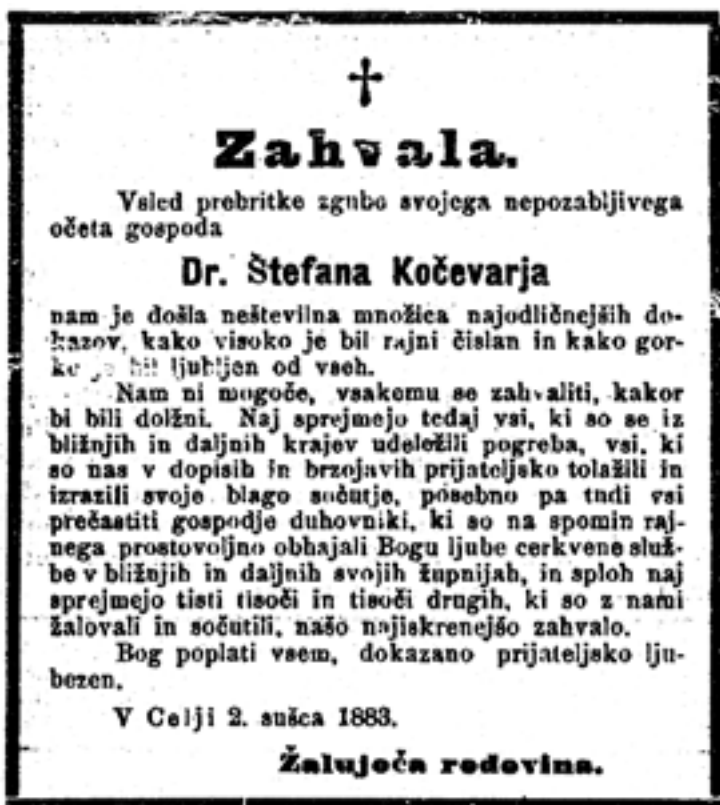 †
Zahvala.
Vsled prebritke zgube svojega nepozabljivega
očeta gospoda
Dr. Štefana Kočevarja
nam je došla neštevilna množica najodličnejših do-
kazov, kako visoko je bil rajni čislan in kako gor-
ko je bil ljubljen od vseh.
Nam ni mogoče, vsakemu se zahvaliti, kakor
bi bili dolžni. Naj sprejmejo tedaj vsi, ki so se iz
bližnjih in daljnih krajev udeležili pogreba, vsi, ki
so nas v dopisih in brzojavih prijateljsko tolažili in
izrazili svoje blago sočutje, posebno pa tudi vsi
prečastiti gospodje duhovniki, ki so na spomin raj-
nega prostovoljno obhajali Bogu ljube cerkvene služ-
be v bližnjih in daljnih svojih župnijah, in sploh naj
sprejmejo tisti tisoči in tisoči drugih, ki so z nami
žalovali in sočutili, našo najiskrenejšo zahvalo.
Bog poplati vsem, dokazano prijateljsko lju-
bezen.
V Celji 2. sušca 1883.
Žalujoča rodovina.